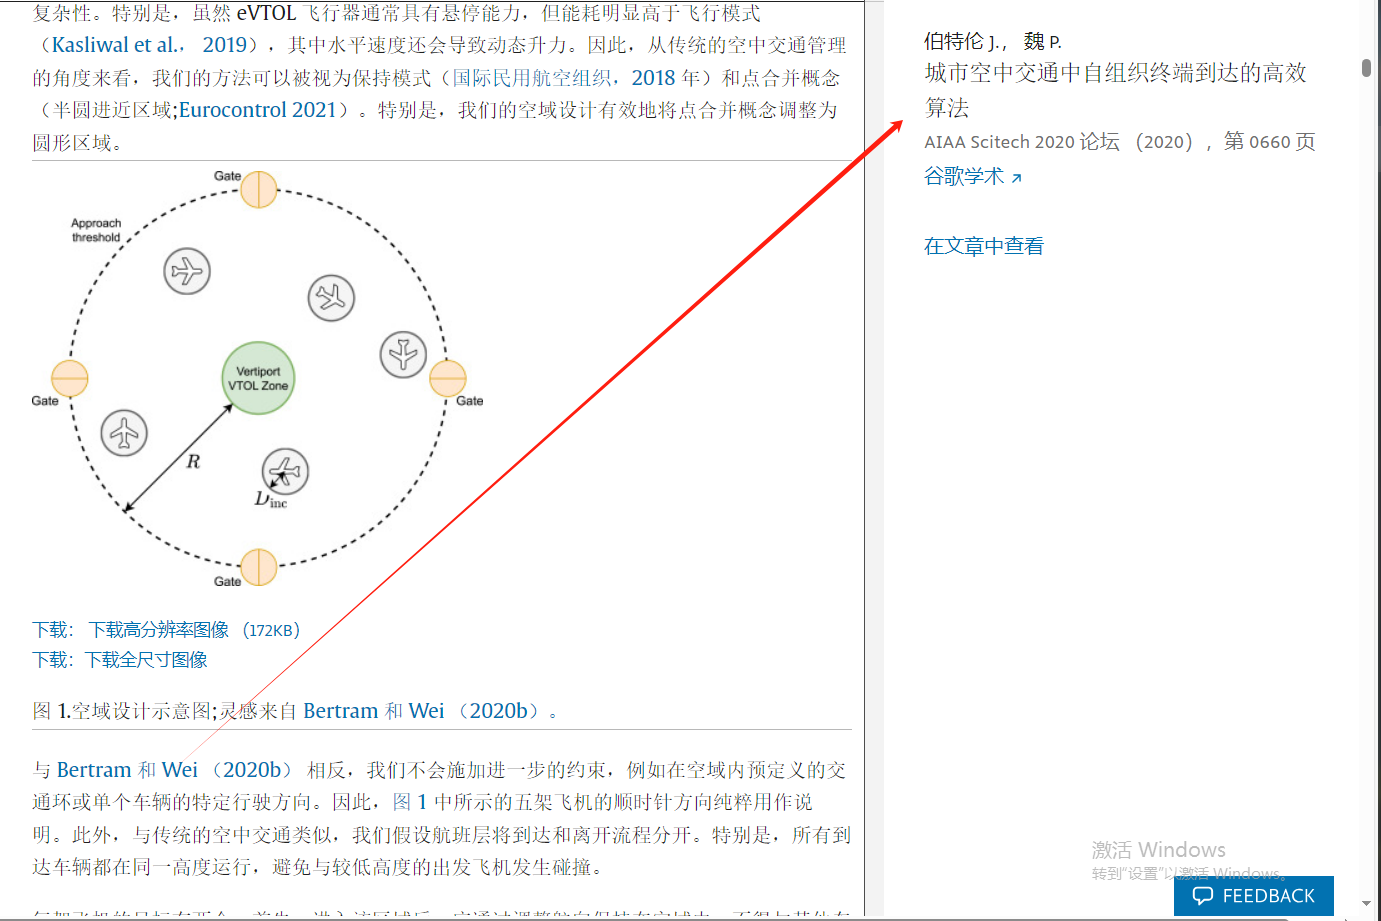 复杂性。特别是，虽然 eVTOL 飞行器通常具有悬停能力，但能耗明显高于飞行模式
（Kasliwal et al.， 2019），其中水平速度还会导致动态升力。因此，从传统的空中交通管理
的角度来看，我们的方法可以被视为保持模式（国际民用航空组织，2018 年）和点合并概念
（半圆进近区域;Eurocontrol 2021）。特别是，我们的空域设计有效地将点合并概念调整为
圆形区域。
Gate
Approach
threshold
Vertiport
VTOL Zone
Gate
Gate
R
D inc
Gate
下载： 下载高分辨率图像 （172KB）
下载：下载全尺寸图像
图 1.空域设计示意图;灵感来自 Bertram 和 Wei （2020b）。
与 Bertram 和 Wei （2020b） 相反，我们不会施加进一步的约束，例如在空域内预定义的交
通环或单个车辆的特定行驶方向。因此，图 1 中所示的五架飞机的顺时针方向纯粹用作说
明。此外，与传统的空中交通类似，我们假设航班层将到达和离开流程分开。特别是，所有到
达车辆都在同一高度运行，避免与较低高度的出发飞机发生碰撞。
伯特伦 J.， 魏 P.
城市空中交通中自组织终端到达的高效
算法
AIAA Scitech 2020 论坛 （2020），第 0660 页
谷歌学术
在文章中查看
激活 Windows
转到“设置”以激活 Windows。
FEEDBACK